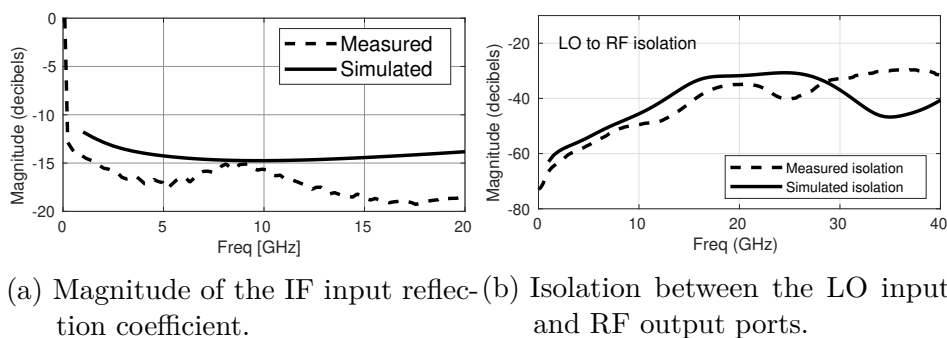 0
-5
-10
-15
-20
Magnitude (decibels)
Measured
Simulated
0 5 10 15 20
Freq [GHz]
-20
-40
-60
-80
Magnitude (decibels)
LO to RF isolation
Measured isolation
Simulated isolation
0 10 20 30 40
Freq (GHz)
(a) Magnitude of the IF input reflec-
tion coefficient.
(b) Isolation between the LO input
and RF output ports.